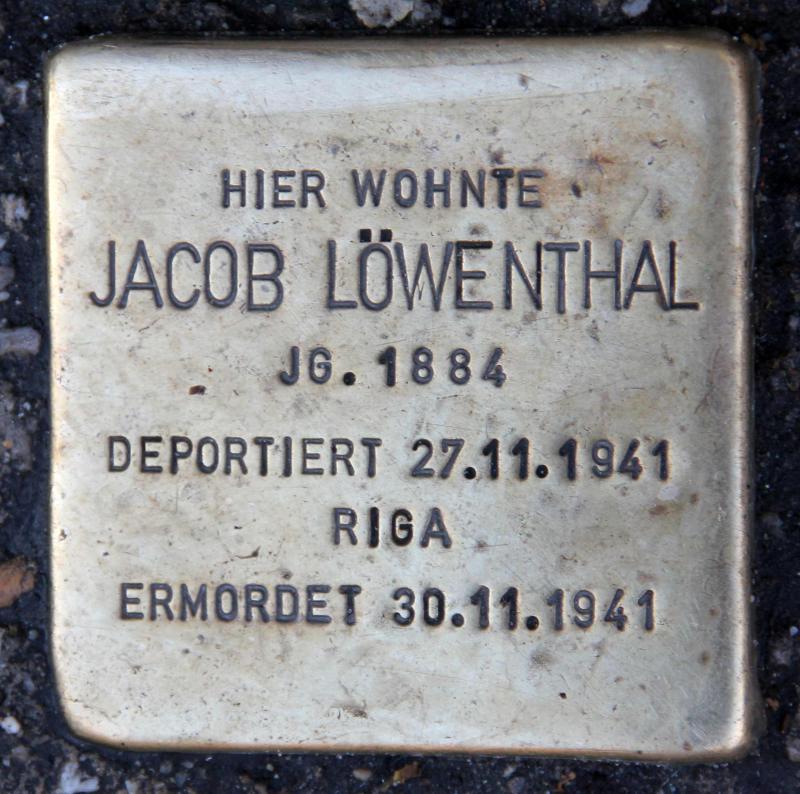 HIER WOHNTE
JACOB LÖWENTHAL
JG. 1884
DEPORTIERT 27.11.1941
RIGA
ERMORDET 30.11.1941